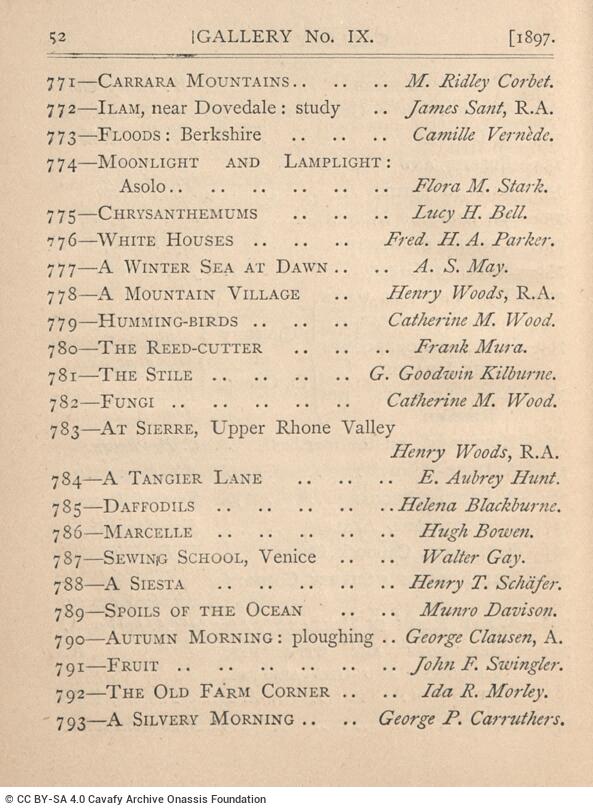 52 |GALLERY No. IX. [1897.
771—CARRARA MOUNTAINS.. .. .. M. Ridley Corbet.
772—ILAM, near Dovedale: study .. James Sant, R.A.
773—FLOODS: Berkshire .. .. .. Camille Vernède.
774—MOONLIGHT AND LAMPLIGHT:
Asolo.. .. .. .. .. .. Flora M. Stark.
775—CHRYSANTHEMUMS .. .. .. Lucy H. Bell.
776—WHITE HOUSES .. .. .. Fred. H. A. Parker.
777—A WINTER SEA AT DAWN.. .. A. S. May.
778—A MOUNTAIN VILLAGE .. Henry Woods, R.A.
779—HUMMING-BIRDS .. .. .. Catherine M. Wood.
780—THE REED-CUTTER .. .. .. Frank Mura.
781—THE STILE .. .. .. .. G. Goodwin Kilburne.
782—FUNGI .. .. .. .. .. Catherine M. Wood.
783—AT SIERRE, Upper Rhone Valley
Henry Woods, R.A.
784—A TANGIER LANE .. .. .. E. Aubrey Hunt.
785—DAFFODILS .. .. .. .. ..Helena Blackburne.
786—MARCELLE .. .. .. .. .. Hugh Bowen.
787—SEWING SCHOOL, Venice .. .. Walter Gay.
788—A SIESTA .. .. .. .. .. Henry T. Schäfer.
789—SPOILS OF THE OCEAN .. .. Munro Davison.
790—AUTUMN MORNING: ploughing .. George Clausen, A.
791—FRUIT .. .. .. .. .. .. John F. Swingler.
792—THE OLD FARM CORNER .. .. Ida R. Morley.
793—A SILVERY MORNING .. .. George P. Carruthers.
© CC BY-SA 4.0 Cavafy Archive Onassis Foundation